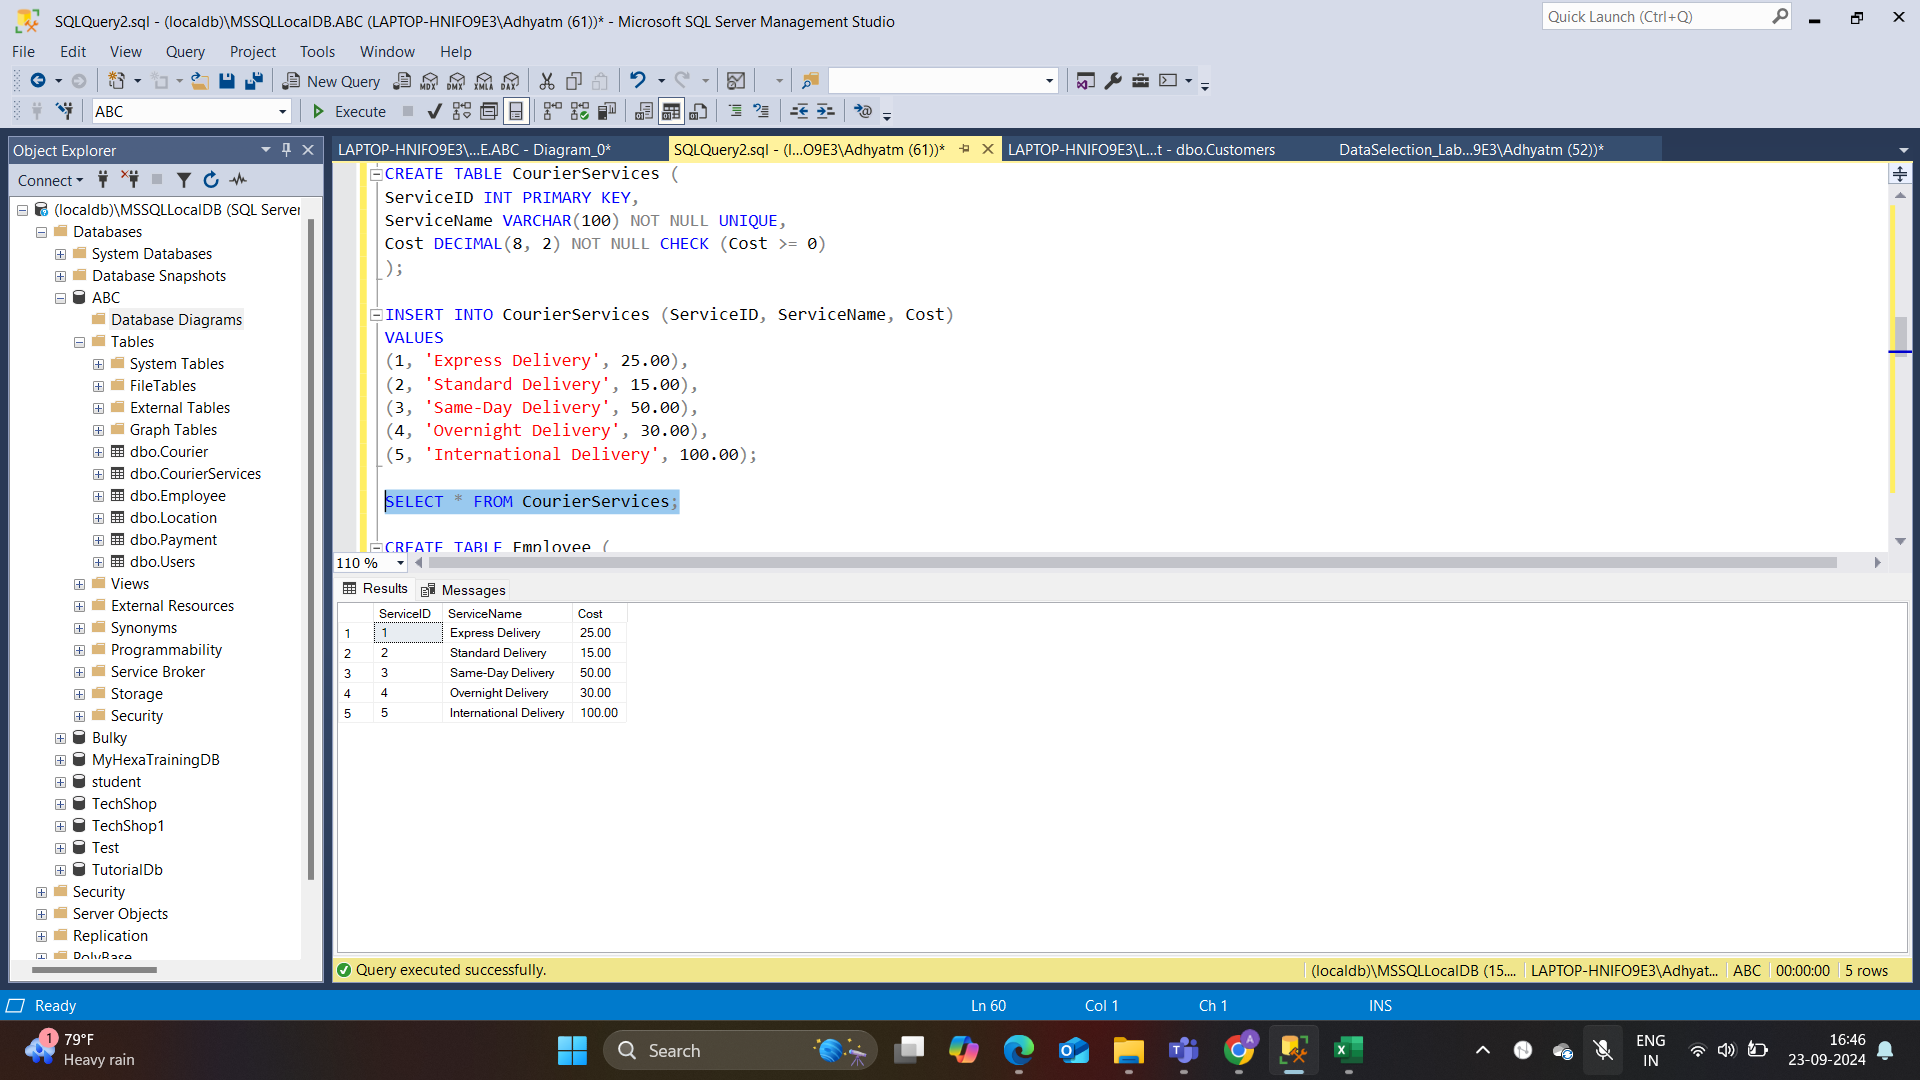 SQLQuery2.sql - (localdb)\MSSQLLocalDB.ABC (LAPTOP-HNIFO9E3\Adhyatm (61))* - Microsoft SQL Server Management Studio
Quick Launch (Ctrl+Q)
File Edit View Query Project Tools Window Help
New Query
MDX DMX XMLA DAX
ABC
Execute
Object Explorer
LAPTOP-HNIFO9E3\...E.ABC - Diagram_0*
SQLQuery2.sql - (l...O9E3\Adhyatm (61))*
LAPTOP-HNIFO9E3\L...t - dbo.Customers
DataSelection_Lab...9E3\Adhyatm (52))*
Connect
(localdb)\MSSQLLocalDB (SQL Server
Databases
System Databases
Database Snapshots
ABC
Database Diagrams
Tables
System Tables
FileTables
External Tables
Graph Tables
dbo.Courier
dbo.CourierServices
dbo.Employee
dbo.Location
dbo.Payment
dbo.Users
Views
External Resources
Synonyms
Programmability
Service Broker
Storage
Security
Bulky
MyHexaTrainingDB
student
TechShop
TechShop1
Test
TutorialDb
Security
Server Objects
Replication
PolyBase
CREATE TABLE CourierServices (
ServiceID INT PRIMARY KEY,
ServiceName VARCHAR(100) NOT NULL UNIQUE,
Cost DECIMAL(8, 2) NOT NULL CHECK (Cost >= 0)
);
INSERT INTO CourierServices (ServiceID, ServiceName, Cost)
VALUES
(1, 'Express Delivery', 25.00),
(2, 'Standard Delivery', 15.00),
(3, 'Same-Day Delivery', 50.00),
(4, 'Overnight Delivery', 30.00),
(5, 'International Delivery', 100.00);
SELECT * FROM CourierServices;
CREATE TABLE Employee (
110 %
Results Messages
ServiceID ServiceName Cost
1 1 Express Delivery 25.00
2 2 Standard Delivery 15.00
3 3 Same-Day Delivery 50.00
4 4 Overnight Delivery 30.00
5 5 International Delivery 100.00
Query executed successfully.
(localdb)\MSSQLLocalDB (15.... LAPTOP-HNIFO9E3\Adhyat... ABC 00:00:00 5 rows
Ready
Ln 60 Col 1 Ch 1 INS
1
79°F
Heavy rain
Search
A
ENG
IN
16:46
23-09-2024